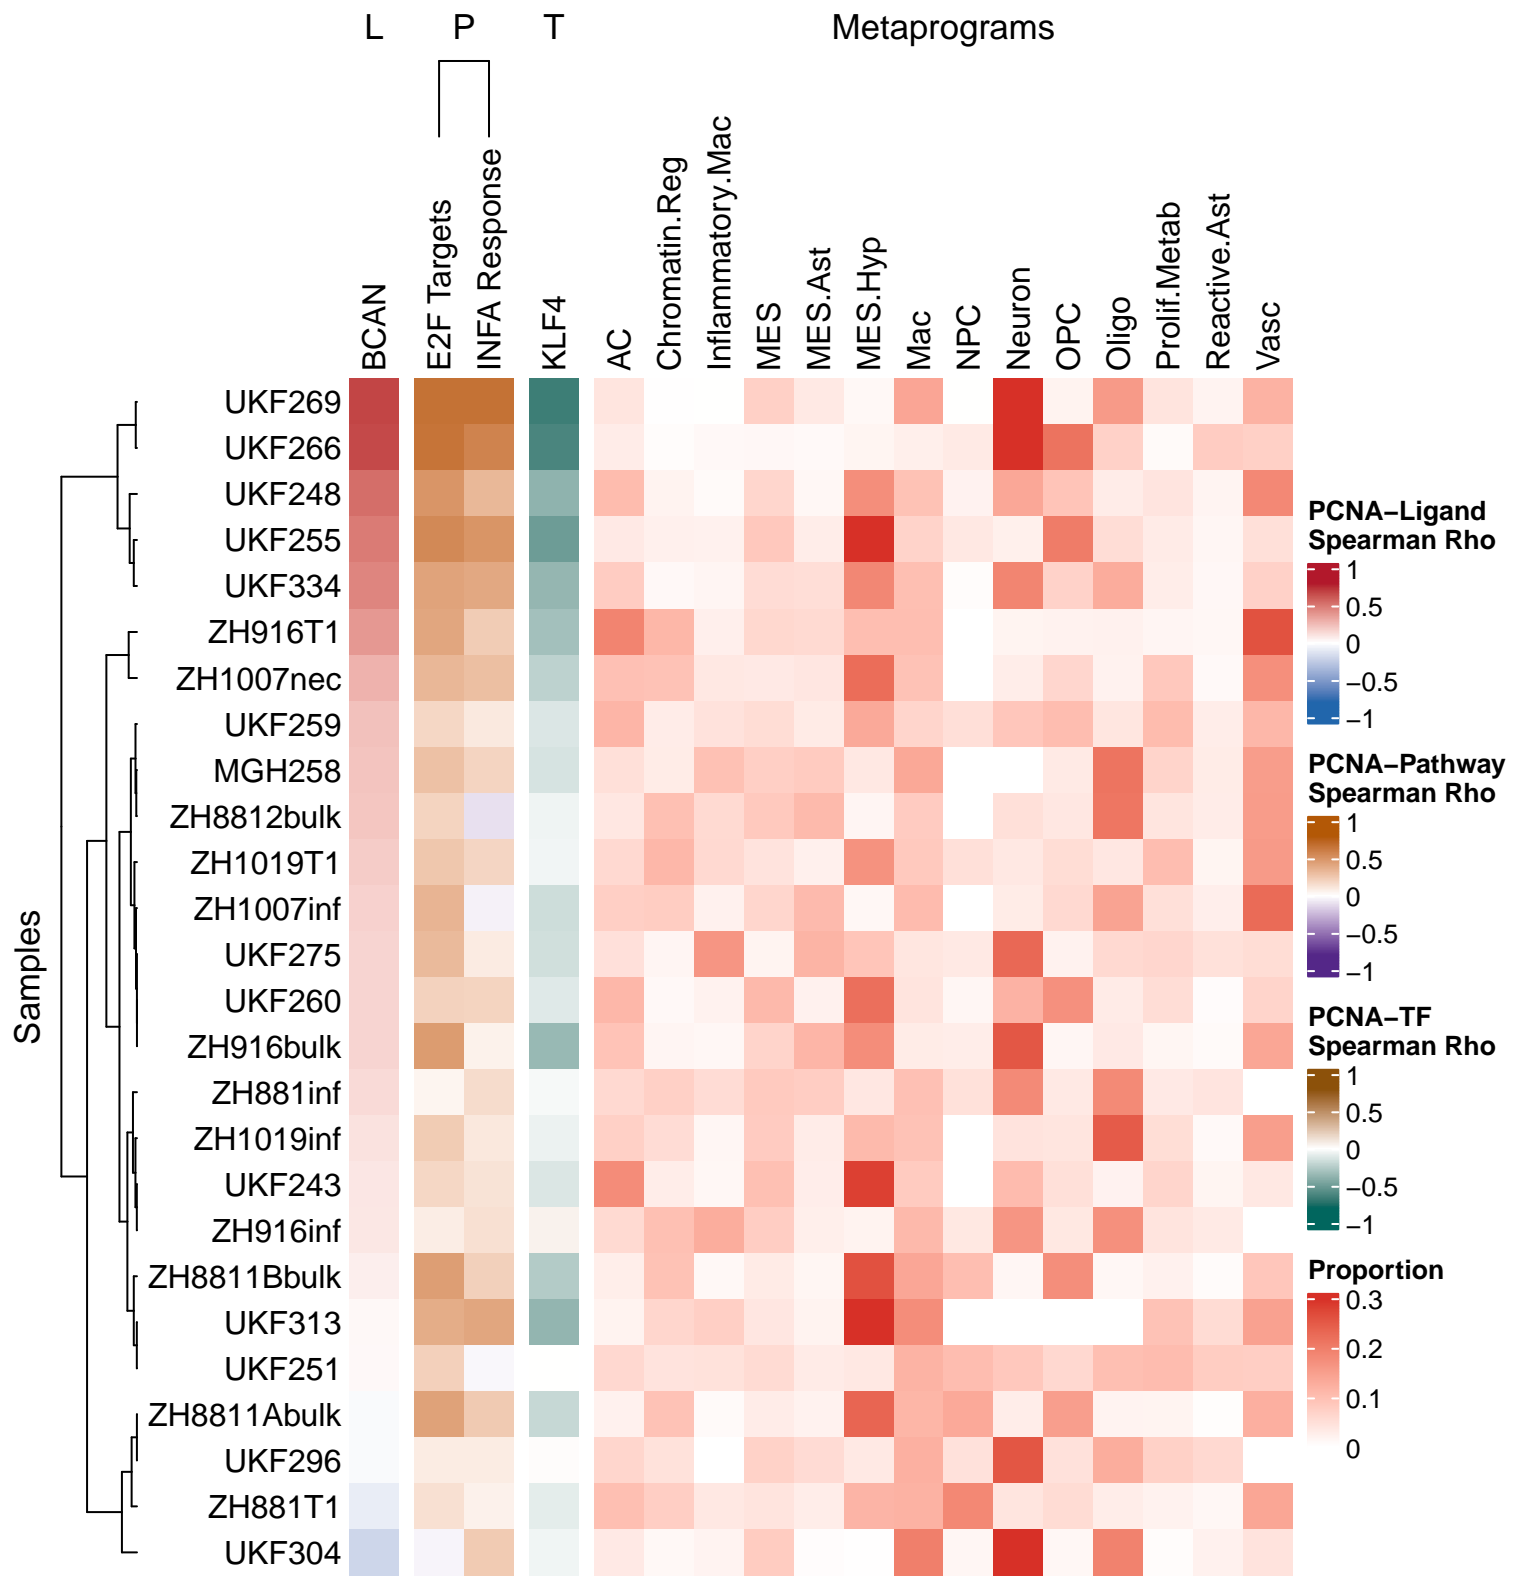 L P T Metaprograms
BCAN
E2F Targets
INFA Response
KLF4
AC
Chromatin.Reg
Inflammatory.Mac
MES
MES.Ast
MES.Hyp
Mac
NPC
Neuron
OPC
Oligo
Prolif.Metab
Reactive.Ast
Vasc
Samples
UKF269
UKF266
UKF248
UKF255
UKF334
ZH916T1
ZH1007nec
UKF259
MGH258
ZH8812bulk
ZH1019T1
ZH1007inf
UKF275
UKF260
ZH916bulk
ZH881inf
ZH1019inf
UKF243
ZH916inf
ZH8811Bbulk
UKF313
UKF251
ZH8811Abulk
UKF296
ZH881T1
UKF304
PCNA−Ligand
Spearman Rho
1
0.5
0
−0.5
−1
PCNA−Pathway
Spearman Rho
1
0.5
0
−0.5
−1
PCNA−TF
Spearman Rho
1
0.5
0
−0.5
−1
Proportion
0.3
0.2
0.1
0